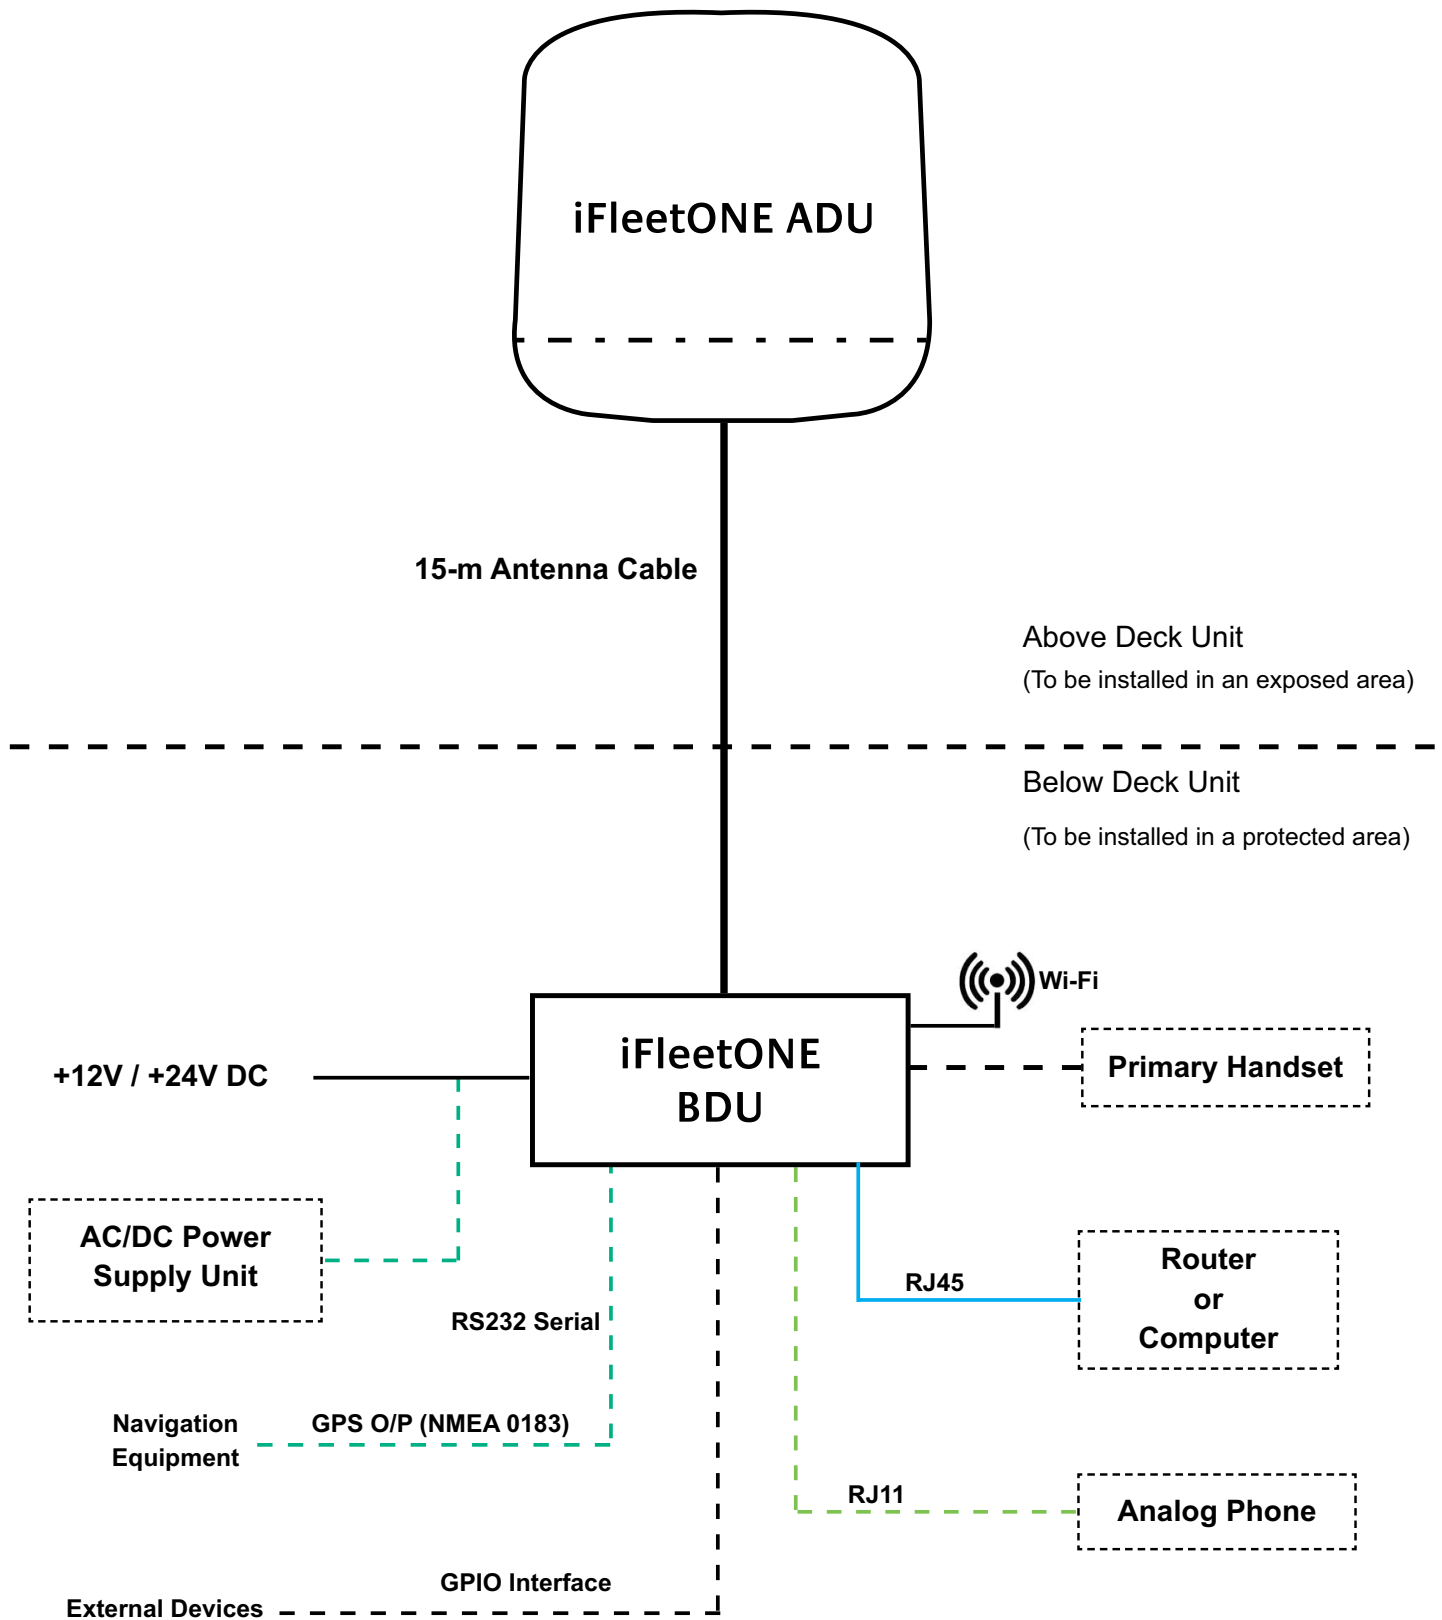 iFleetONE ADU
15-m Antenna Cable
Above Deck Unit
(To be installed in an exposed area)
Below Deck Unit
(To be installed in a protected area)
Wi-Fi
iFleetONE
BDU
+12V / +24V DC
Primary Handset
AC/DC Power
Supply Unit
Router
or
Computer
RJ45
RS232 Serial
Navigation
Equipment
GPS O/P (NMEA 0183)
RJ11
Analog Phone
GPIO Interface
External Devices